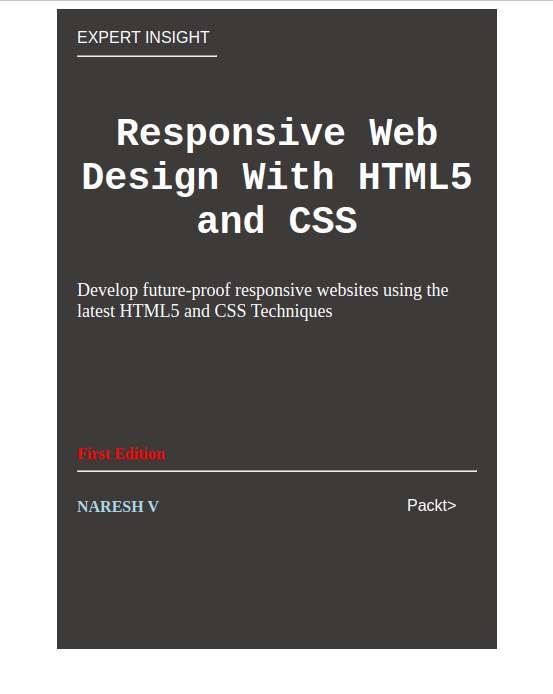 EXPERT INSIGHT
Responsive Web
Design With HTML5
and CSS
Develop future-proof responsive websites using the
latest HTML5 and CSS Techniques
First Edition
NARESH V
Packt>